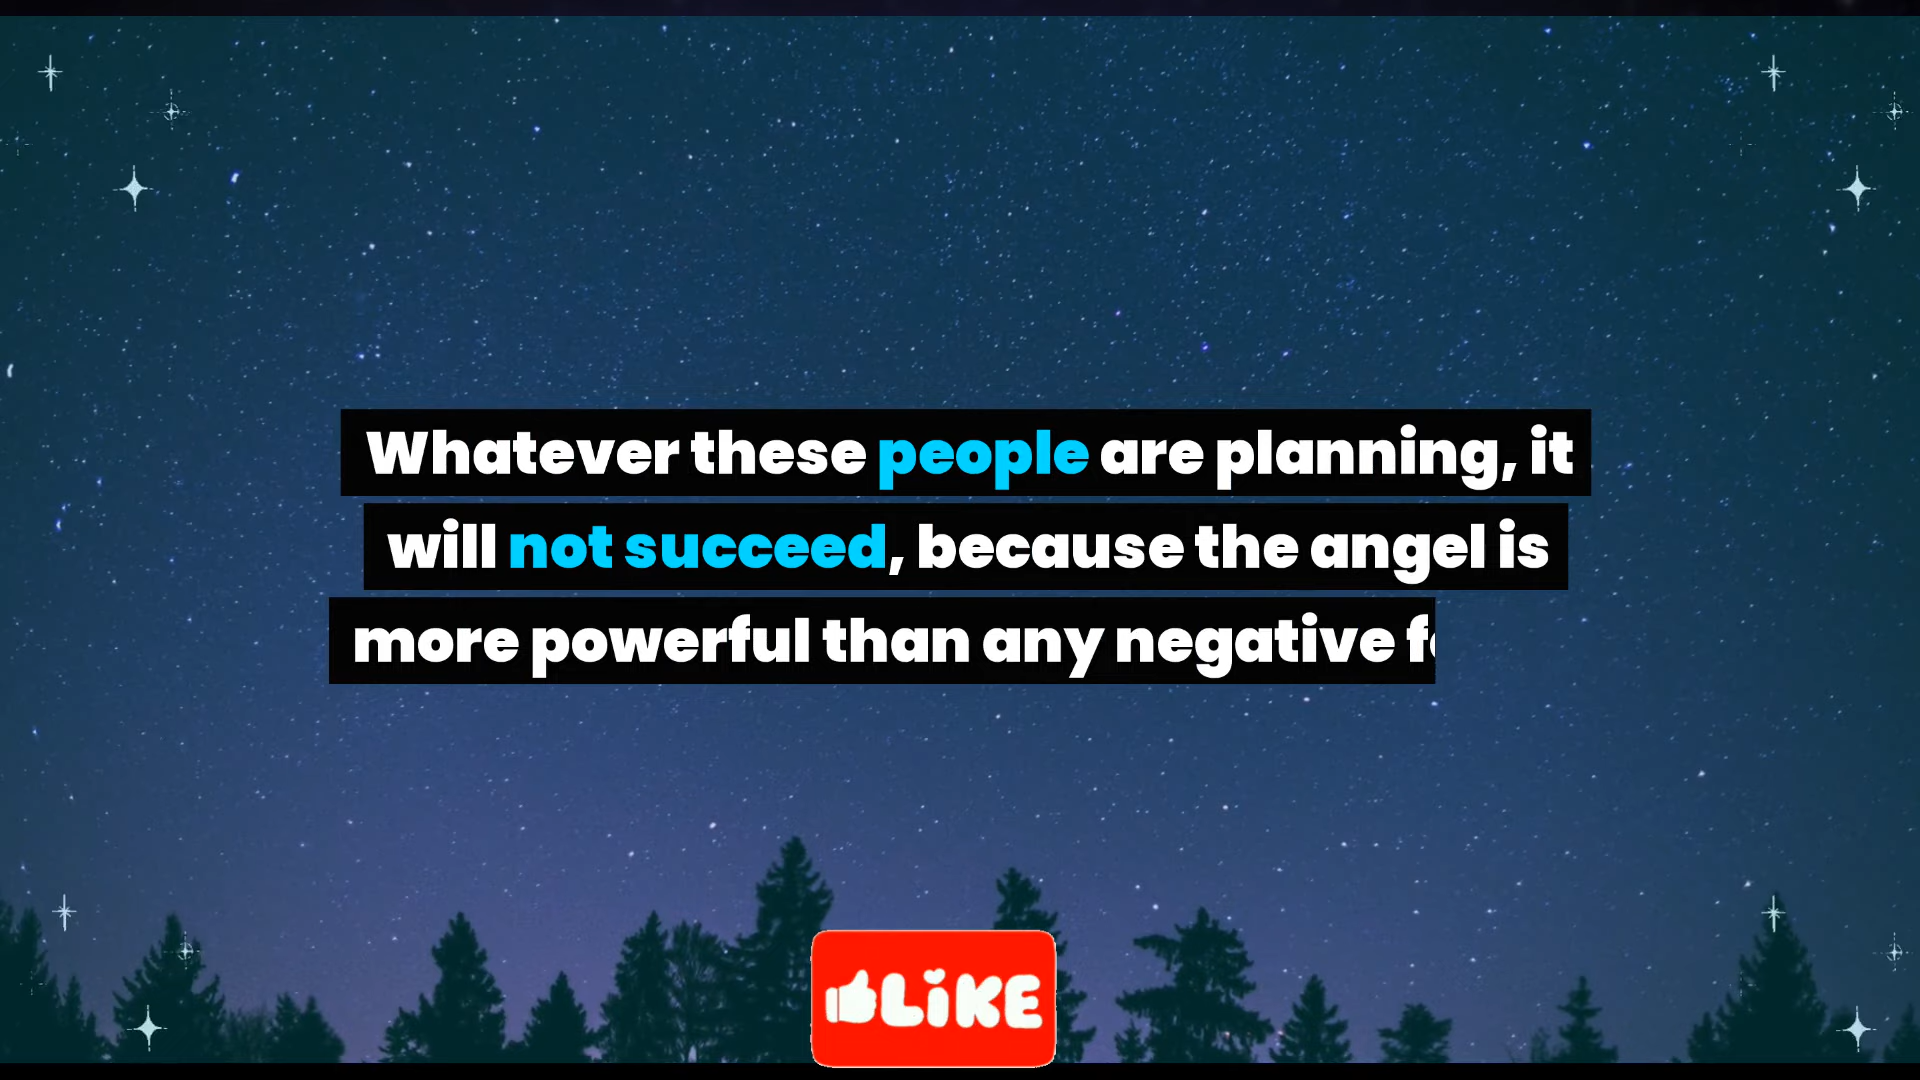 Whatever these people are planning, it
will not succeed, because the angel is
more powerful than any negative
LiKE